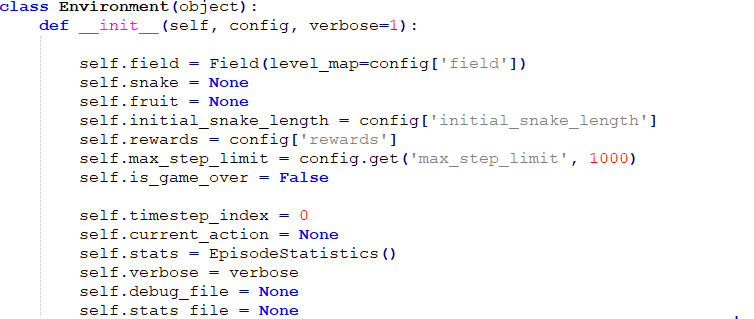 class Environment(object):
    def __init__(self, config, verbose=1):
        self.field = Field(level_map=config['field'])
        self.snake = None
        self.fruit = None
        self.initial_snake_length = config['initial_snake_length']
        self.rewards = config['rewards']
        self.max_step_limit = config.get('max_step_limit', 1000)
        self.is_game_over = False
        self.timestep_index = 0
        self.current_action = None
        self.stats = EpisodeStatistics()
        self.verbose = verbose
        self.debug_file = None
        self.stats_file = None